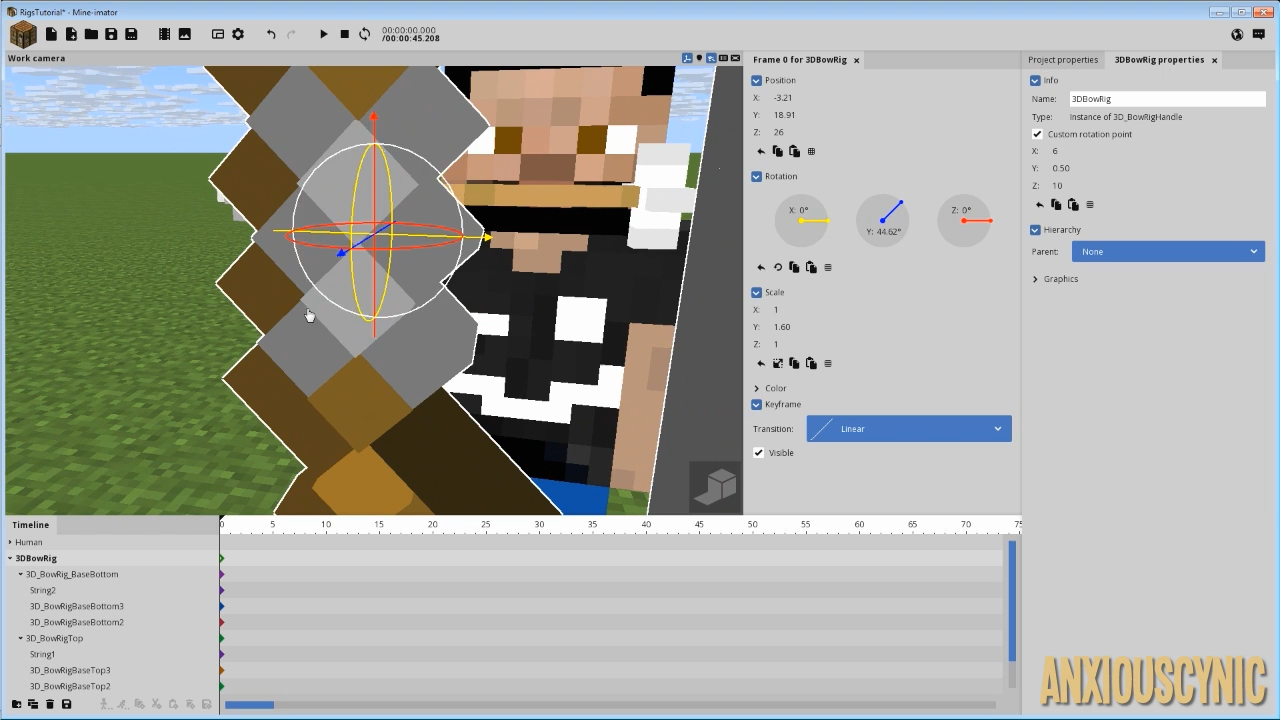 RigsTutorial* - Mine-imator
00:00:00.000
/00:00:45.208
Work camera
Frame 0 for 3DBowRig
Position
X: -3.21
Y: 18.91
Z: 26
Rotation
X: 0°
Y: 44.62°
Z: 0°
Scale
X: 1
Y: 1.60
Z: 1
Color
Keyframe
Transition: Linear
Visible
Project properties
3DBowRig properties
Info
Name: 3DBowRig
Type: Instance of 3D_BowRigHandle
Custom rotation point
X: 6
Y: 0.50
Z: 10
Hierarchy
Parent: None
Graphics
Timeline
0 5 10 15 20 25 30 35 40 45 50 55 60 65 70 75
Human
3DBowRig
3D_BowRig_BaseBottom
String2
3D_BowRigBaseBottom3
3D_BowRigBaseBottom2
3D_BowRigTop
String1
3D_BowRigBaseTop3
3D_BowRigBaseTop2
ANXIOUSCYNIC